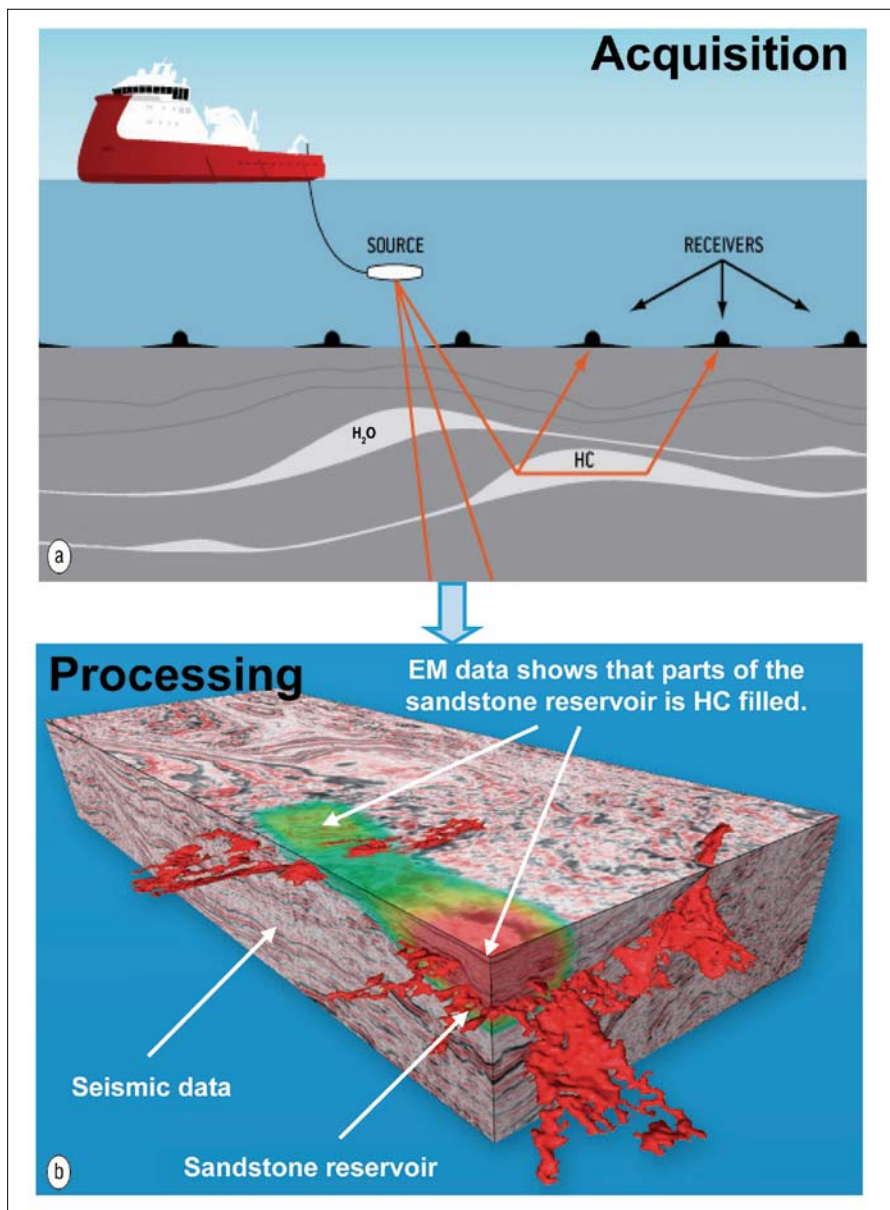 Acquisition
SOURCE
RECEIVERS
H₂O
HC
a
Processing
EM data shows that parts of the
sandstone reservoir is HC filled.
Seismic data
Sandstone reservoir
b